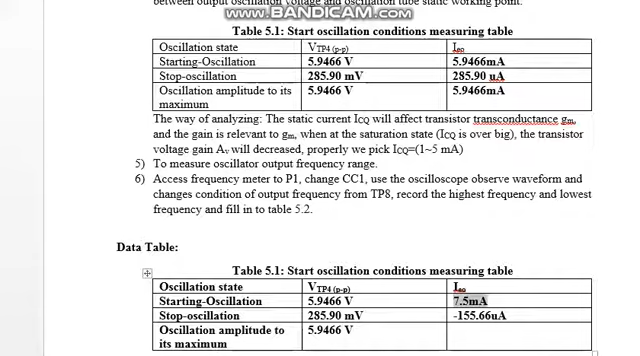 between output oscillation voltage and oscillation tube static working point.
WWW.BANDICAM.COM
Table 5.1: Start oscillation conditions measuring table
Oscillation state VTP4 (p-p) Ieo
Starting-Oscillation 5.9466 V 5.9466mA
Stop-oscillation 285.90 mV 285.90 uA
Oscillation amplitude to its maximum 5.9466 V 5.9466mA
The way of analyzing: The static current ICQ will affect transistor transconductance gm,
and the gain is relevant to gm, when at the saturation state (ICQ is over big), the transistor
voltage gain Av will decreased, properly we pick ICQ=(1~5 mA)
5) To measure oscillator output frequency range.
6) Access frequency meter to P1, change CC1, use the oscilloscope observe waveform and
changes condition of output frequency from TP8, record the highest frequency and lowest
frequency and fill in to table 5.2.
Data Table:
Table 5.1: Start oscillation conditions measuring table
Oscillation state VTP4 (p-p) Ieo
Starting-Oscillation 5.9466 V 7.5mA
Stop-oscillation 285.90 mV -155.66uA
Oscillation amplitude to its maximum 5.9466 V